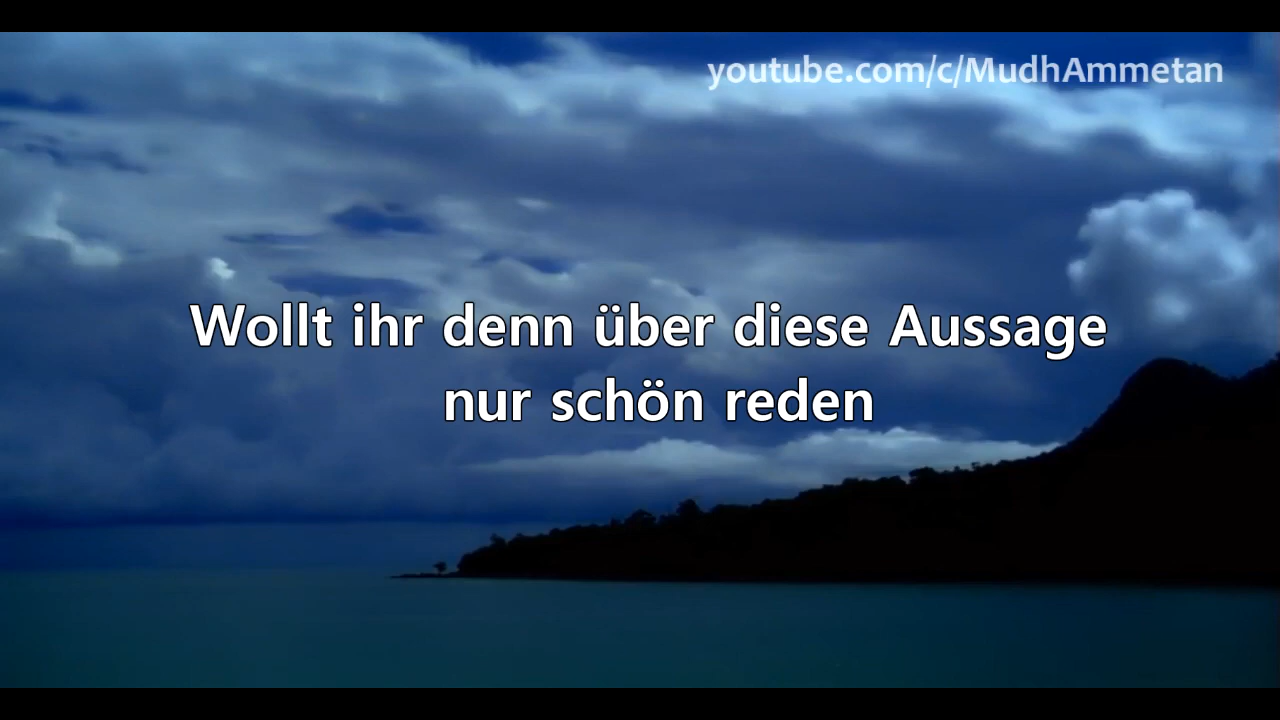 youtube.com/c/MudhAmmetan
Wollt ihr denn über diese Aussage
nur schön reden